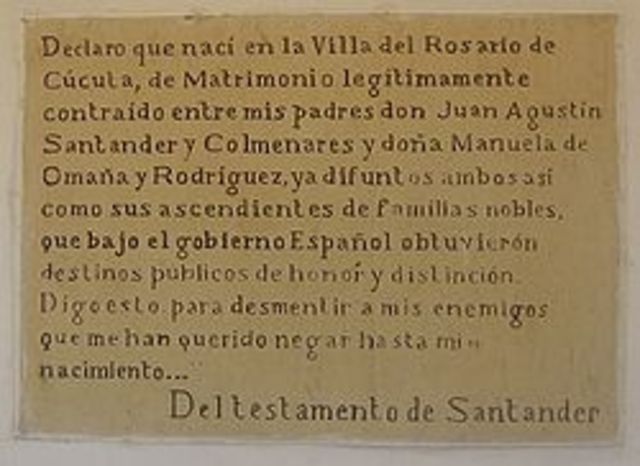 Declaro que nací en la Villa del Rosario de
Cúcuta, de Matrimonio legítimamente
contraído entre mis padres don Juan Agustín
Santander y Colmenares y doña Manuela de
Omaña y Rodríguez, ya difuntos ambos así
como sus ascendientes de familias nobles,
que bajo el gobierno Español obtuvierón
destinos públicos de honor y distinción.
Digo esto para desmentir a mis enemigos
que me han querido negar hasta mi
nacimiento...
Del testamento de Santander